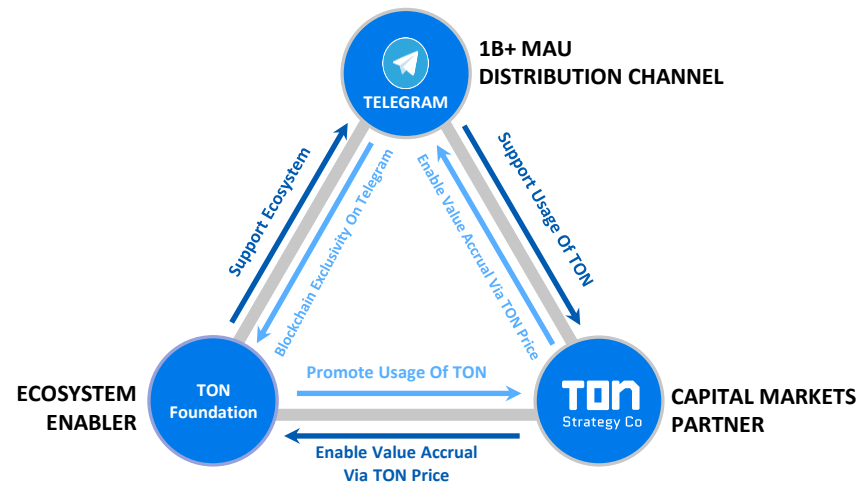 1B+ MAU
DISTRIBUTION CHANNEL
TELEGRAM
Support Ecosystem
Blockchain Exclusivity On Telegram
Enable Value Accrual Via TON Price
Support Usage Of TON
ECOSYSTEM
ENABLER
TON
Foundation
Promote Usage Of TON
TON
Strategy Co
CAPITAL MARKETS
PARTNER
Enable Value Accrual
Via TON Price